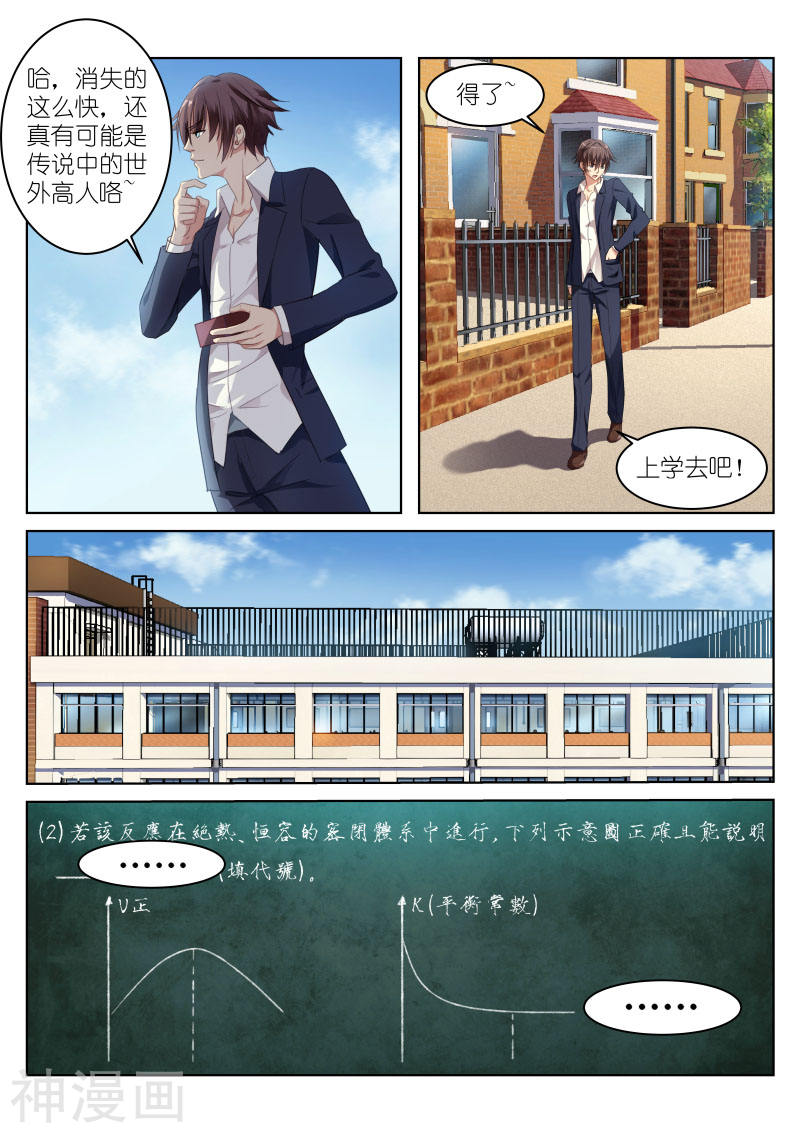 哈，消失的
这么快，还
真有可能是
传说中的世
外高人咯~
得了~
上学去吧！
(2)若該反應在絕熱、恒容的密閉體系中進行，下列示意圖正確且能説明
……
(填代號)。
V正
K(平衡常數)
……
神漫画